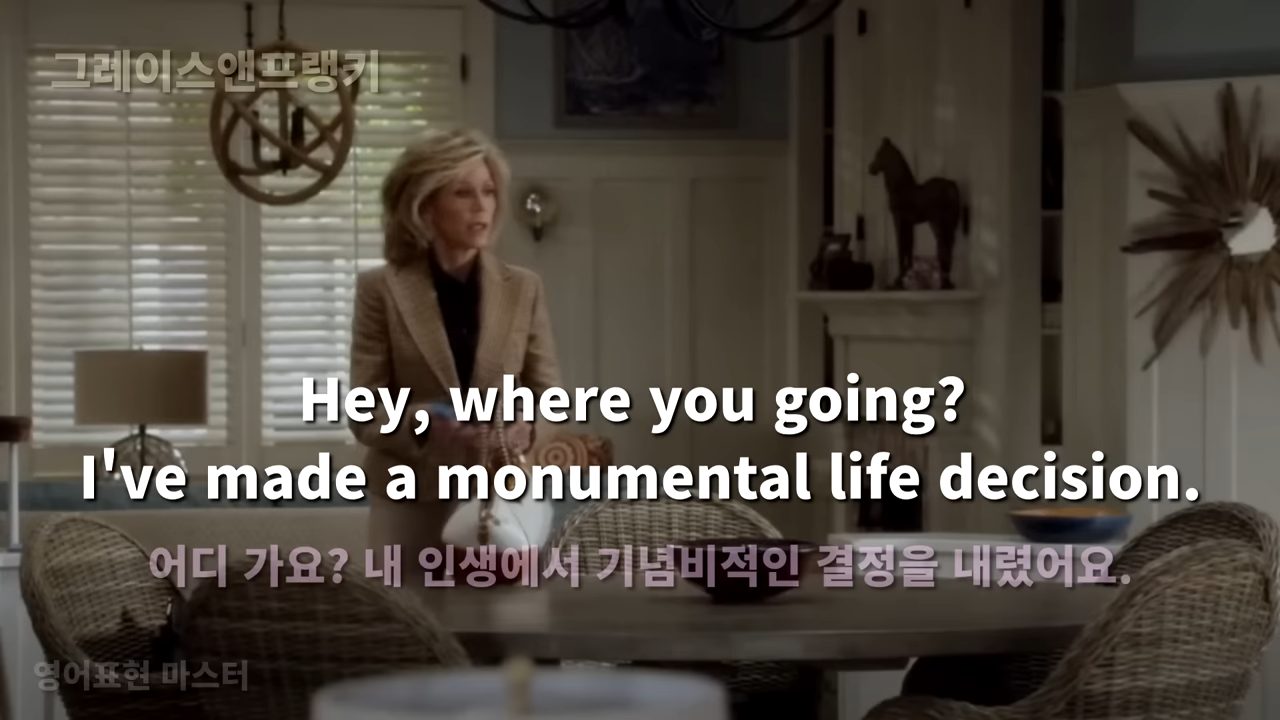 그레이스앤프랭키
Hey, where you going?
I've made a monumental life decision.
어디 가요? 내 인생에서 기념비적인 결정을 내렸어요.
영어표현 마스터